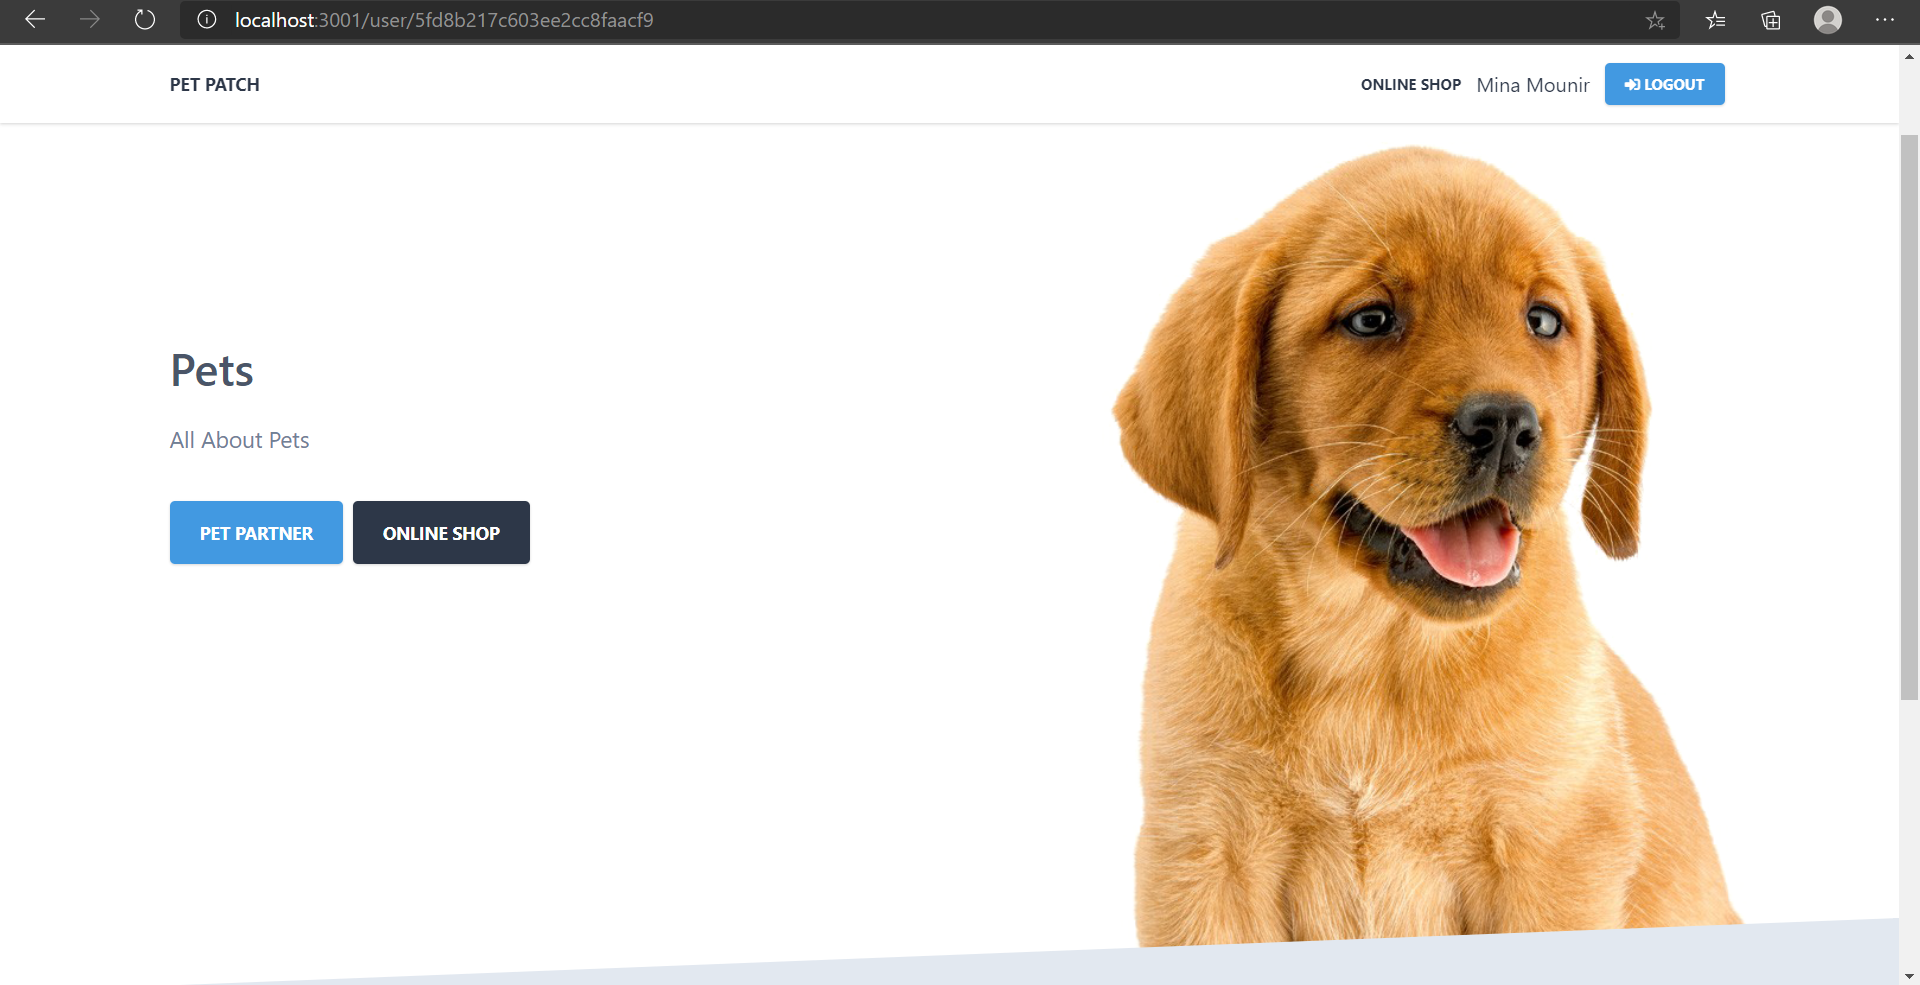 localhost:3001/user/5fd8b217c603ee2cc8faacf9
PET PATCH
ONLINE SHOP
Mina Mounir
LOGOUT
Pets
All About Pets
PET PARTNER
ONLINE SHOP